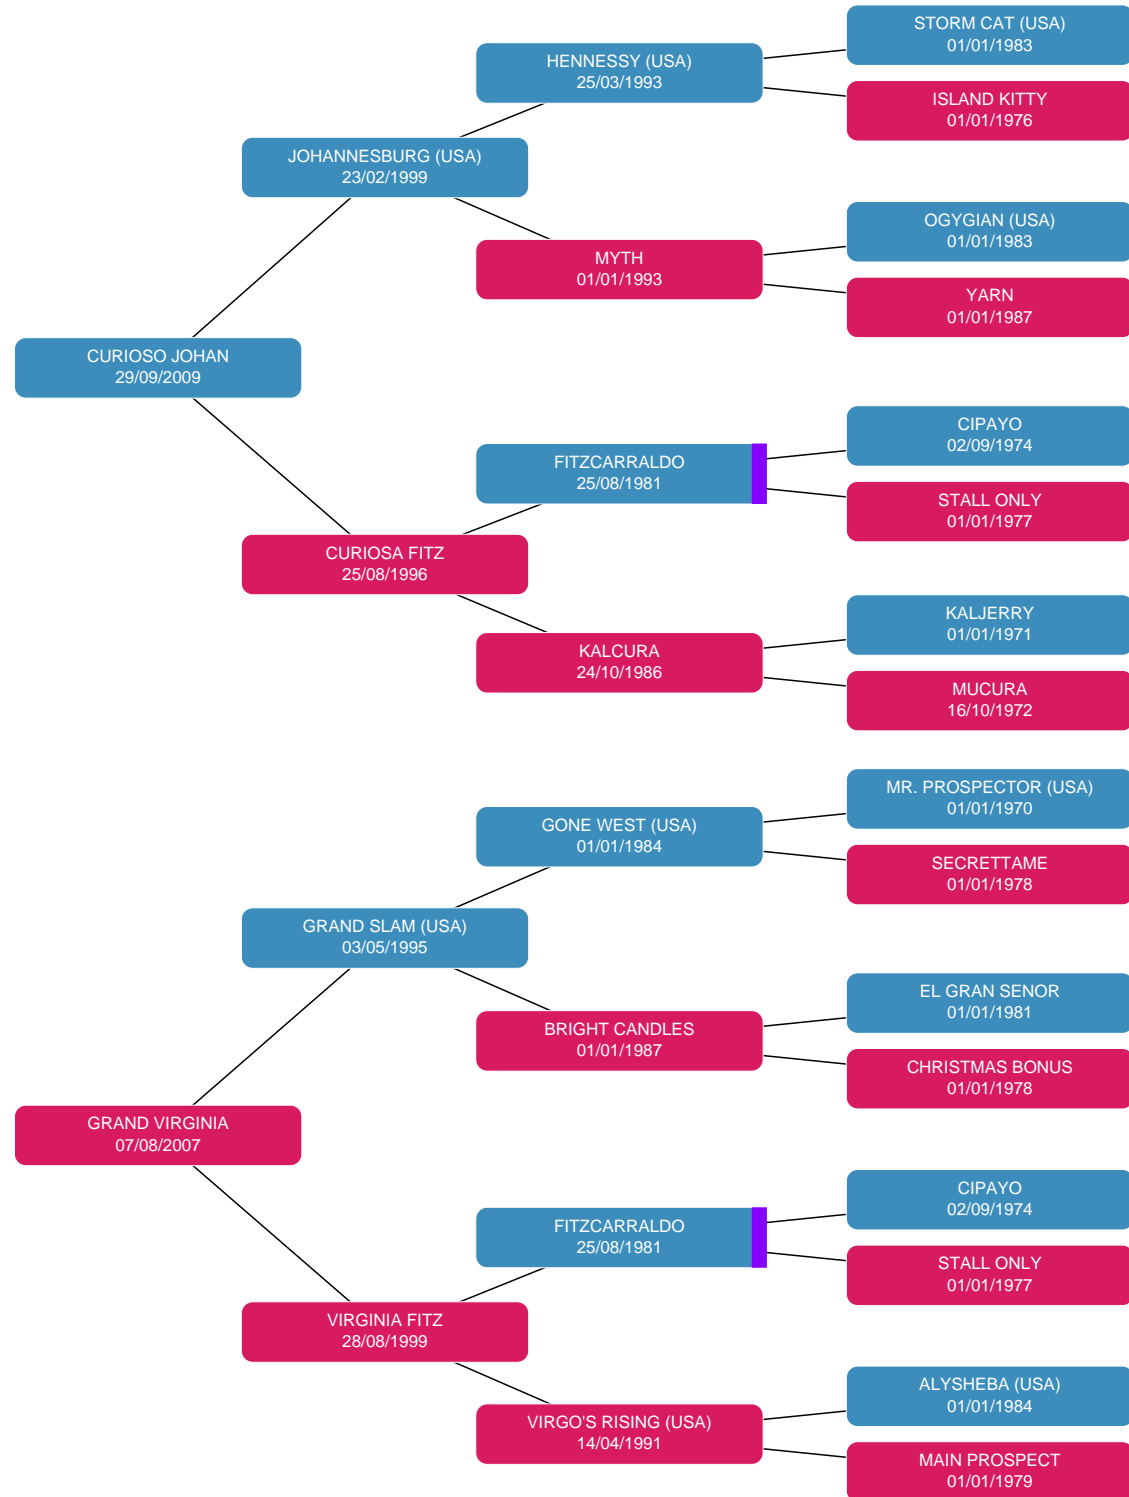 STORM CAT (USA)
01/01/1983
HENNESSY (USA)
25/03/1993
ISLAND KITTY
01/01/1976
JOHANNESBURG (USA)
23/02/1999
OGYGIAN (USA)
01/01/1983
MYTH
01/01/1993
YARN
01/01/1987
CURIOSO JOHAN
29/09/2009
CIPAYO
02/09/1974
FITZCARRALDO
25/08/1981
STALL ONLY
01/01/1977
CURIOSA FITZ
25/08/1996
KALJERRY
01/01/1971
KALCURA
24/10/1986
MUCURA
16/10/1972
MR. PROSPECTOR (USA)
01/01/1970
GONE WEST (USA)
01/01/1984
SECRETTAME
01/01/1978
GRAND SLAM (USA)
03/05/1995
EL GRAN SENOR
01/01/1981
BRIGHT CANDLES
01/01/1987
CHRISTMAS BONUS
01/01/1978
GRAND VIRGINIA
07/08/2007
CIPAYO
02/09/1974
FITZCARRALDO
25/08/1981
STALL ONLY
01/01/1977
VIRGINIA FITZ
28/08/1999
ALYSHEBA (USA)
01/01/1984
VIRGO'S RISING (USA)
14/04/1991
MAIN PROSPECT
01/01/1979